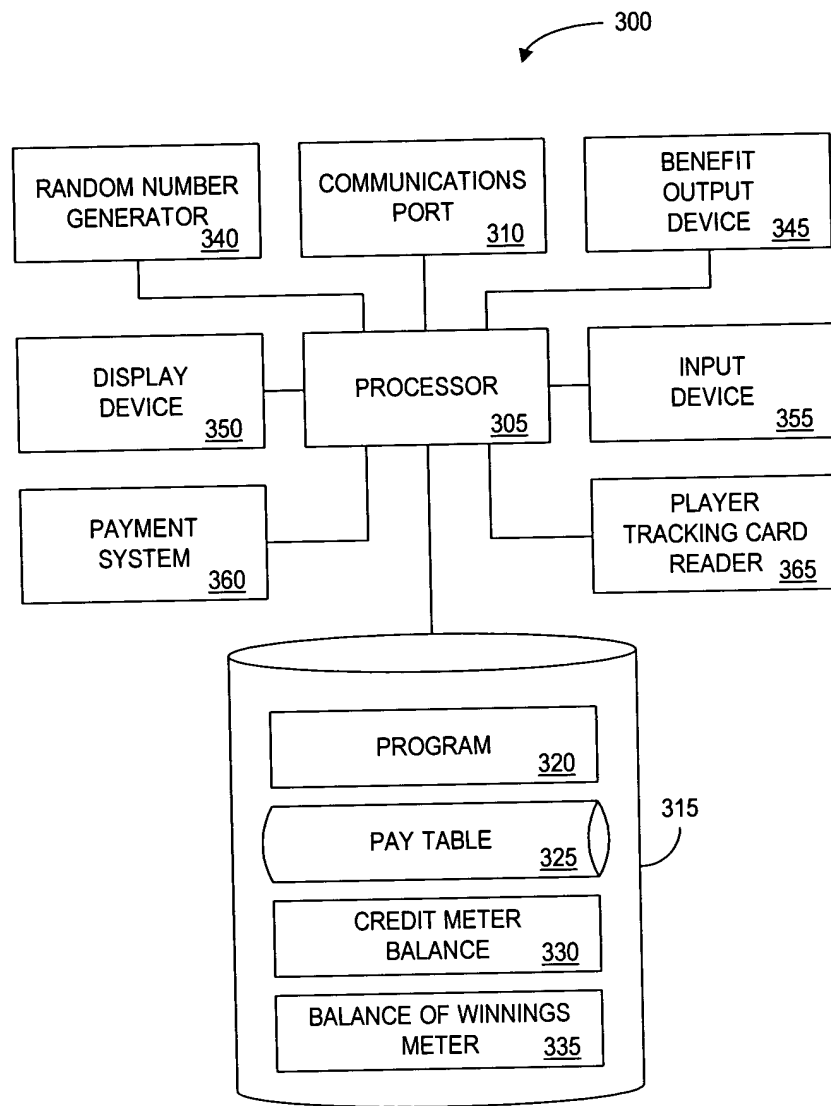 300
RANDOM NUMBER
GENERATOR
340
COMMUNICATIONS
PORT
310
BENEFIT
OUTPUT
DEVICE
345
DISPLAY
DEVICE
350
PROCESSOR
305
INPUT
DEVICE
355
PAYMENT
SYSTEM
360
PLAYER
TRACKING CARD
READER
365
PROGRAM
320
315
PAY TABLE
325
CREDIT METER
BALANCE
330
BALANCE OF WINNINGS
METER
335